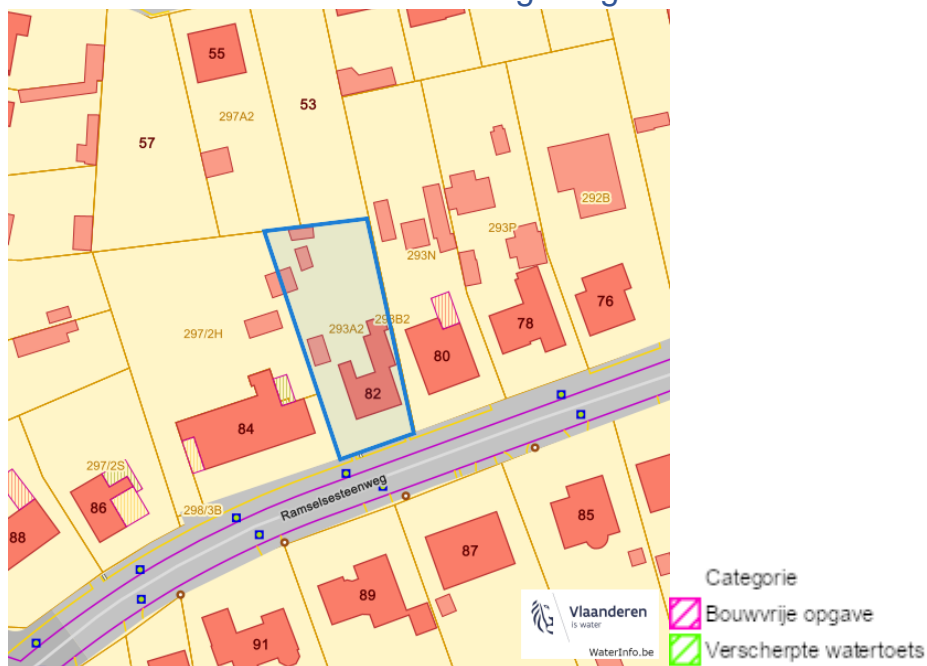 55
297A2
53
57
292B
293P
293N
297/2H
293A2
293B2
76
78
80
82
84
297/2S
86
298/3B
88
Ramselsesteenweg
85
87
89
91
Vlaanderen
is water
WaterInfo.be
Categorie
Bouwvrije opgave
Verscherpte watertoets